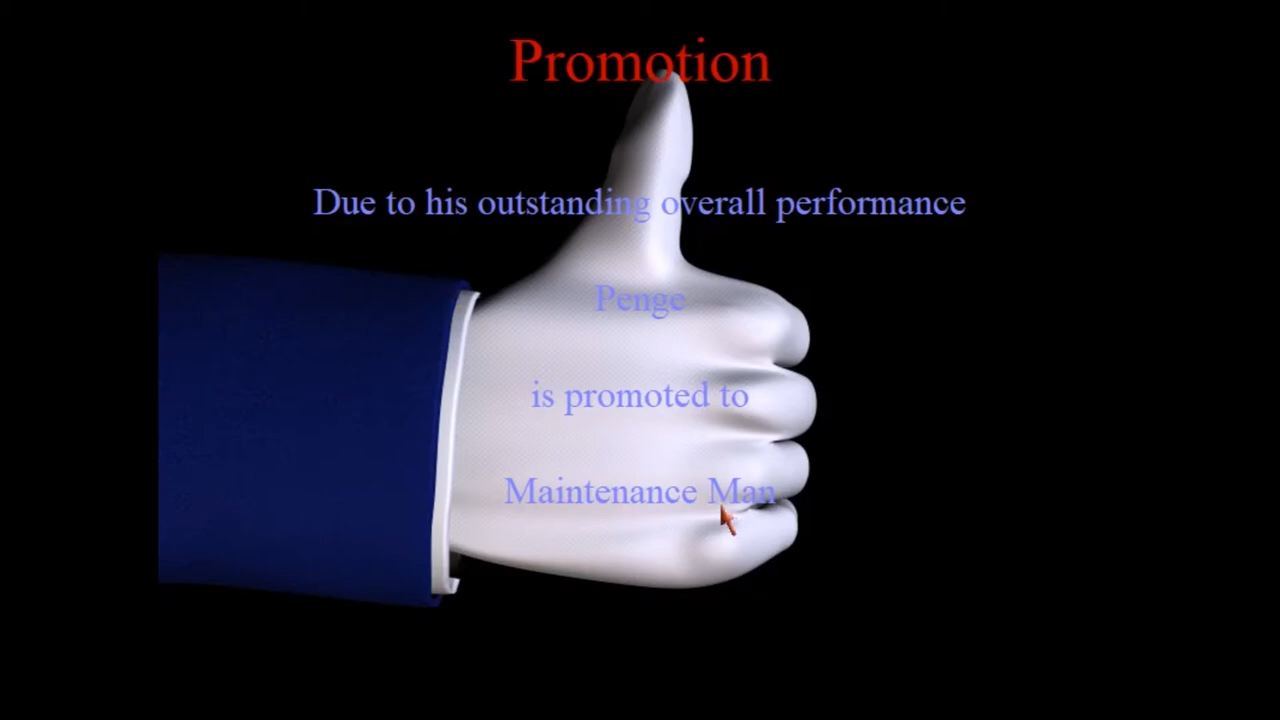 Promotion
Due to his outstanding overall performance
Penge
is promoted to
Maintenance Man